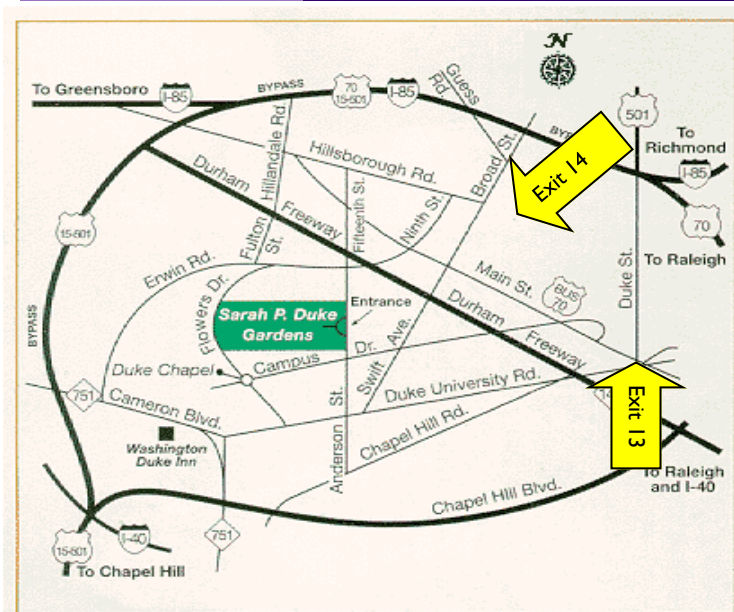 N
To Greensboro
I-85
BYPASS
70
15-501
I-85
Guess
Rd.
BY
501
To
Richmond
I-85
70
To Raleigh
Exit 14
Hillandale Rd.
Hillsborough Rd.
Broad St.
Durham
Freeway
Fifteenth St.
Ninth St.
Fulton
St.
15-501
BYPASS
Erwin Rd.
Flowers Dr.
Main St.
BUS
70
Duke St.
Sarah P. Duke
Gardens
Entrance
Durham
Freeway
Duke Chapel
Campus
Dr.
Swift
Ave.
Duke University Rd.
751
Cameron Blvd.
Washington
Duke Inn
Anderson
St.
Chapel Hill Rd.
Exit 13
To Raleigh
and I-40
Chapel Hill Blvd.
751
I-40
15-501
To Chapel Hill